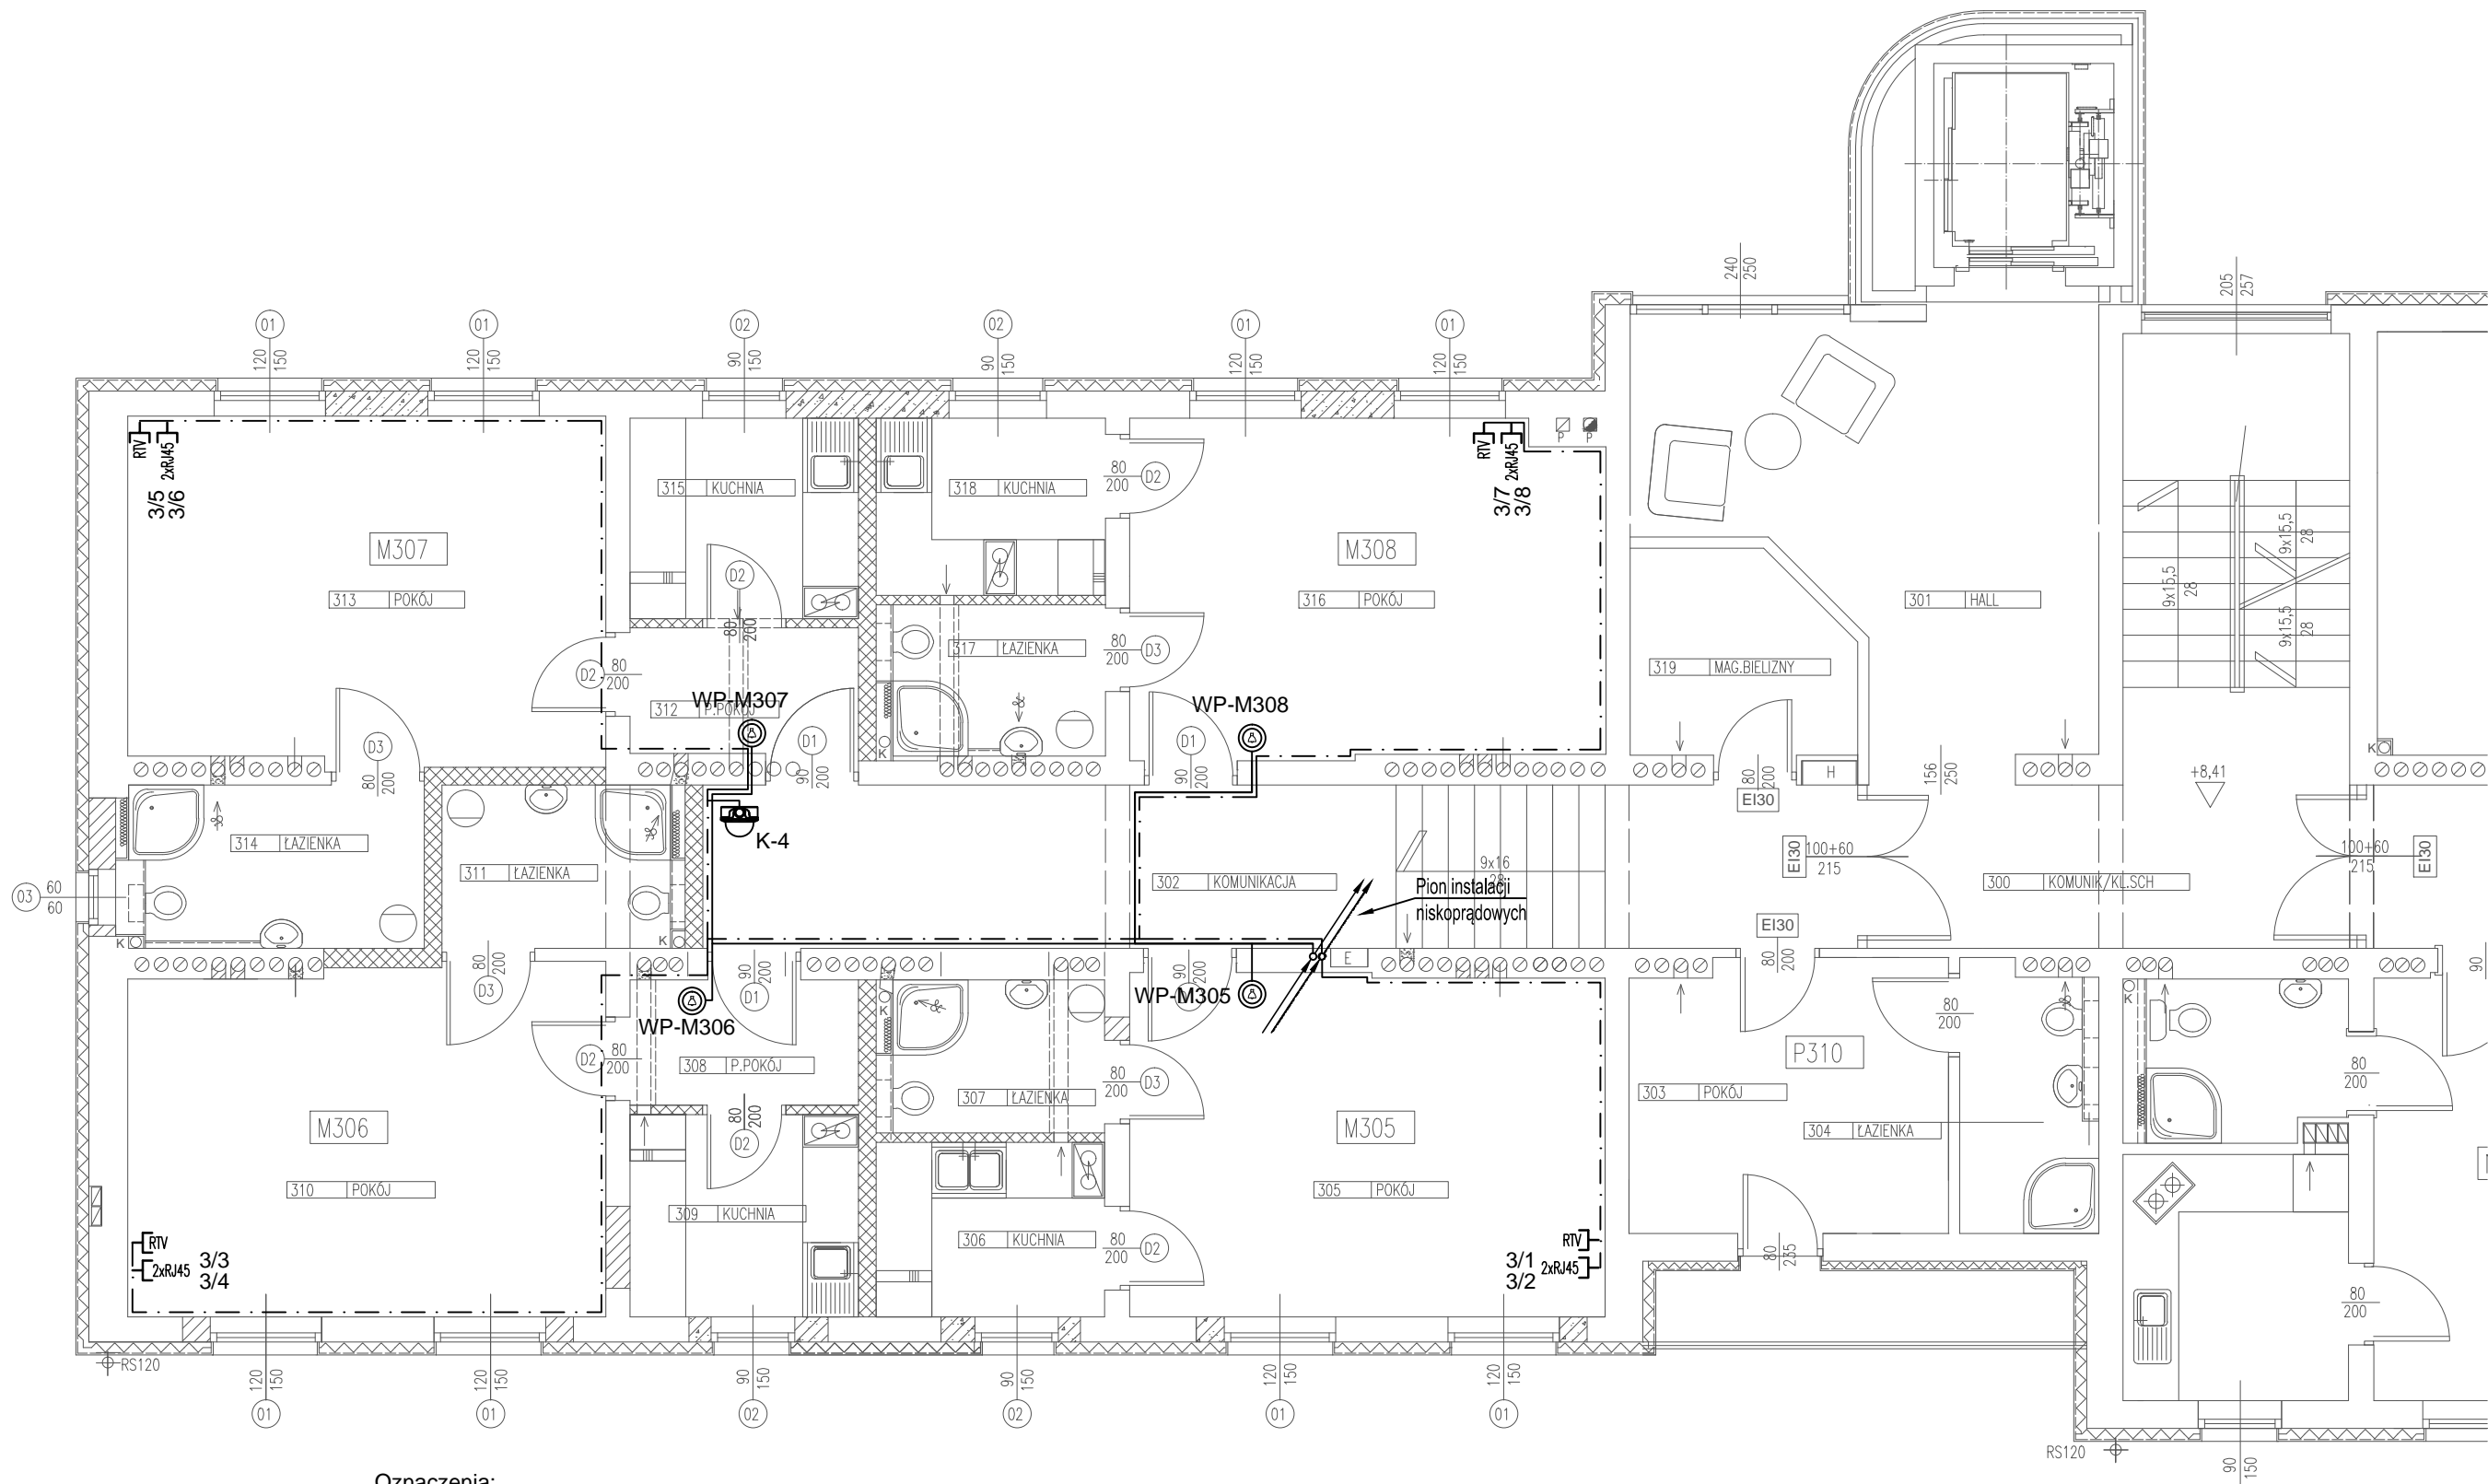 240
250
205
257
01
120
150
01
120
150
02
90
150
02
90
150
01
120
150
01
120
150
RTV
2xRJ45
3/5
3/6
M307
313 POKÓJ
315 KUCHNIA
D2
80
200
318 KUCHNIA
80
200
D2
RTV
2xRJ45
3/7
3/8
P
P
M308
316 POKÓJ
317 ŁAZIENKA
80
200
D3
319 MAG.BIELIZNY
301 HALL
9x15,5
28
9x15,5
28
9x15,5
28
D2
80
200
WP-M307
312 P.POKÓJ
D1
90
200
WP-M308
D1
90
200
D3
80
200
K
K
80
200
EI30
H
156
250
+8,41
K-4
314 ŁAZIENKA
311 ŁAZIENKA
03
60
60
302 KOMUNIKACJA
9x16
28
Pion instalacji
niskoprądowych
EI30
100+60
215
300 KOMUNIK/KL.SCH
100+60
215
EI30
EI30
80
200
K
K
E
80
200
D3
90
200
D1
90
200
WP-M306
WP-M305
K
K
90
D2
80
200
308 P.POKÓJ
307 ŁAZIENKA
80
200
D3
80
200
P310
303 POKÓJ
304 ŁAZIENKA
80
200
M306
310 POKÓJ
80
200
D2
M305
305 POKÓJ
309 KUCHNIA
306 KUCHNIA
80
200
D2
RTV
2xRJ45
3/3
3/4
RTV
3/1
3/2
2xRJ45
80
235
80
200
RS120
120
150
01
120
150
01
90
150
02
90
150
02
120
150
01
120
150
01
RS120
90
150
Oznaczenia: